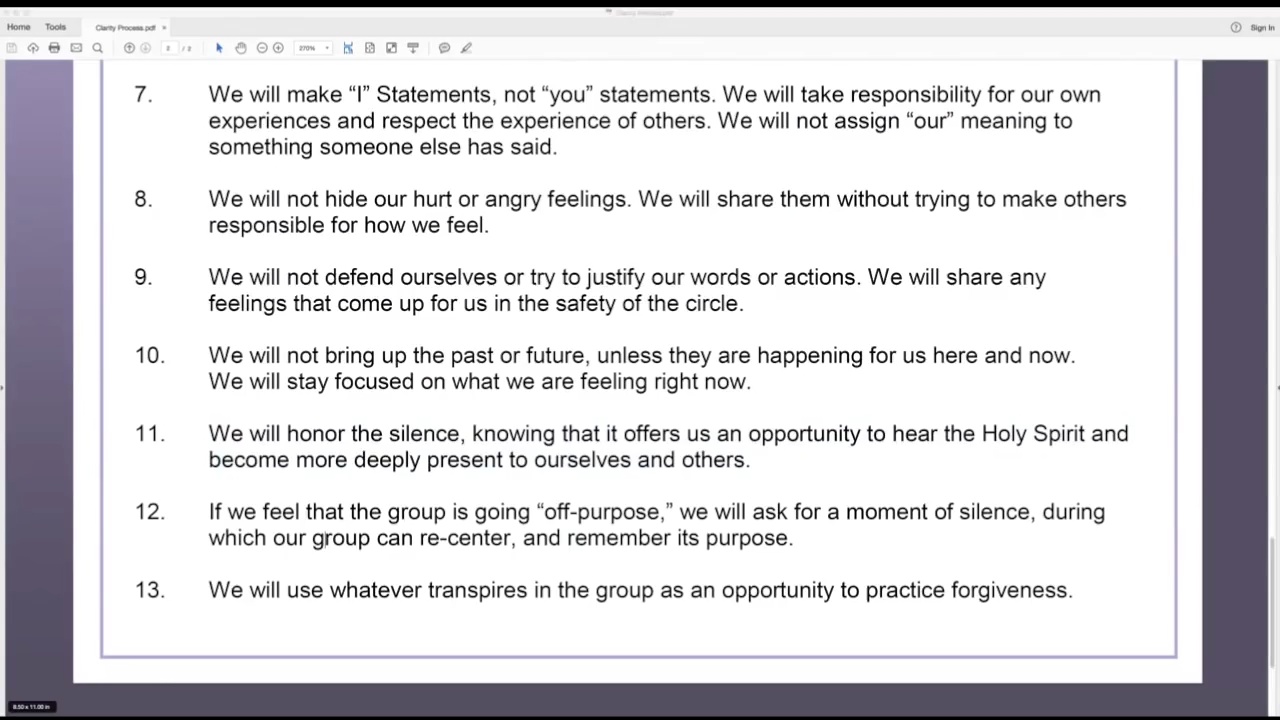 Home Tools Clarity Process.pdf ×
Sign In
2 / 2 270%
7. We will make “I” Statements, not “you” statements. We will take responsibility for our own
experiences and respect the experience of others. We will not assign “our” meaning to
something someone else has said.
8. We will not hide our hurt or angry feelings. We will share them without trying to make others
responsible for how we feel.
9. We will not defend ourselves or try to justify our words or actions. We will share any
feelings that come up for us in the safety of the circle.
10. We will not bring up the past or future, unless they are happening for us here and now.
We will stay focused on what we are feeling right now.
11. We will honor the silence, knowing that it offers us an opportunity to hear the Holy Spirit and
become more deeply present to ourselves and others.
12. If we feel that the group is going “off-purpose,” we will ask for a moment of silence, during
which our group can re-center, and remember its purpose.
13. We will use whatever transpires in the group as an opportunity to practice forgiveness.
8.50 x 11.00 in